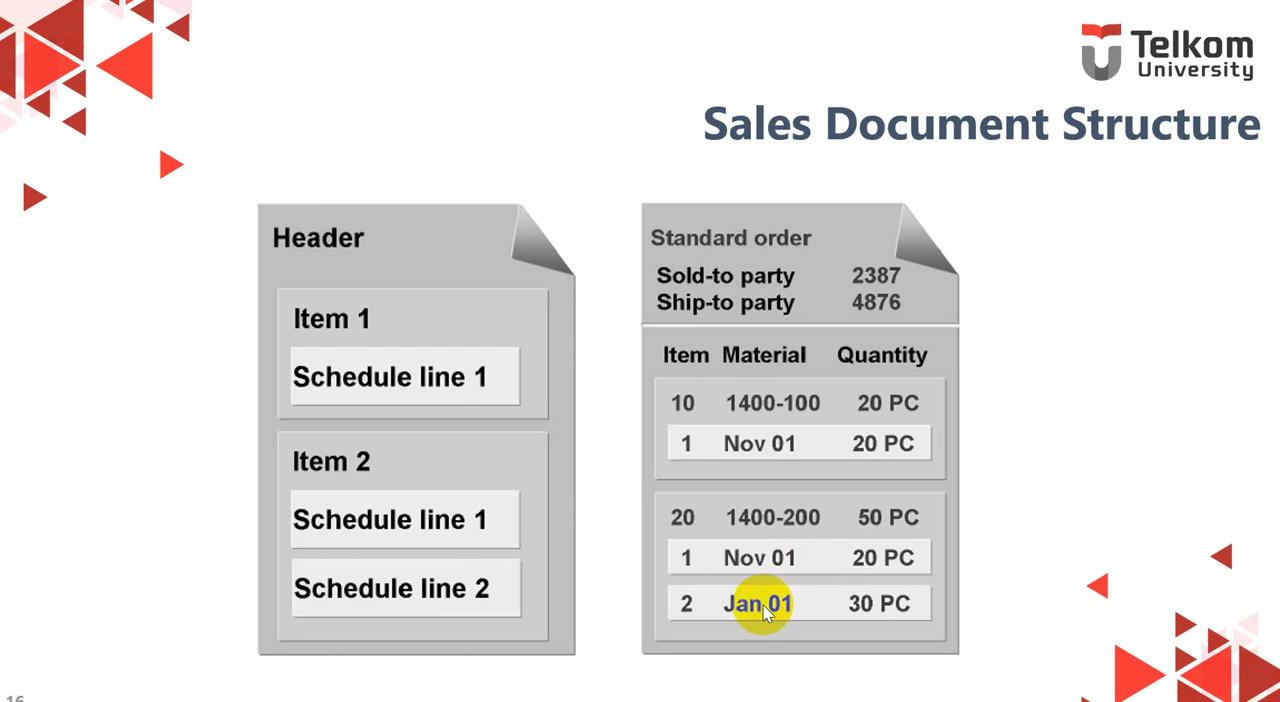 Telkom
University
Sales Document Structure
Header
Item 1
Schedule line 1
Item 2
Schedule line 1
Schedule line 2
Standard order
Sold-to party 2387
Ship-to party 4876
Item Material Quantity
10 1400-100 20 PC
1 Nov 01 20 PC
20 1400-200 50 PC
1 Nov 01 20 PC
2 Jan 01 30 PC
16